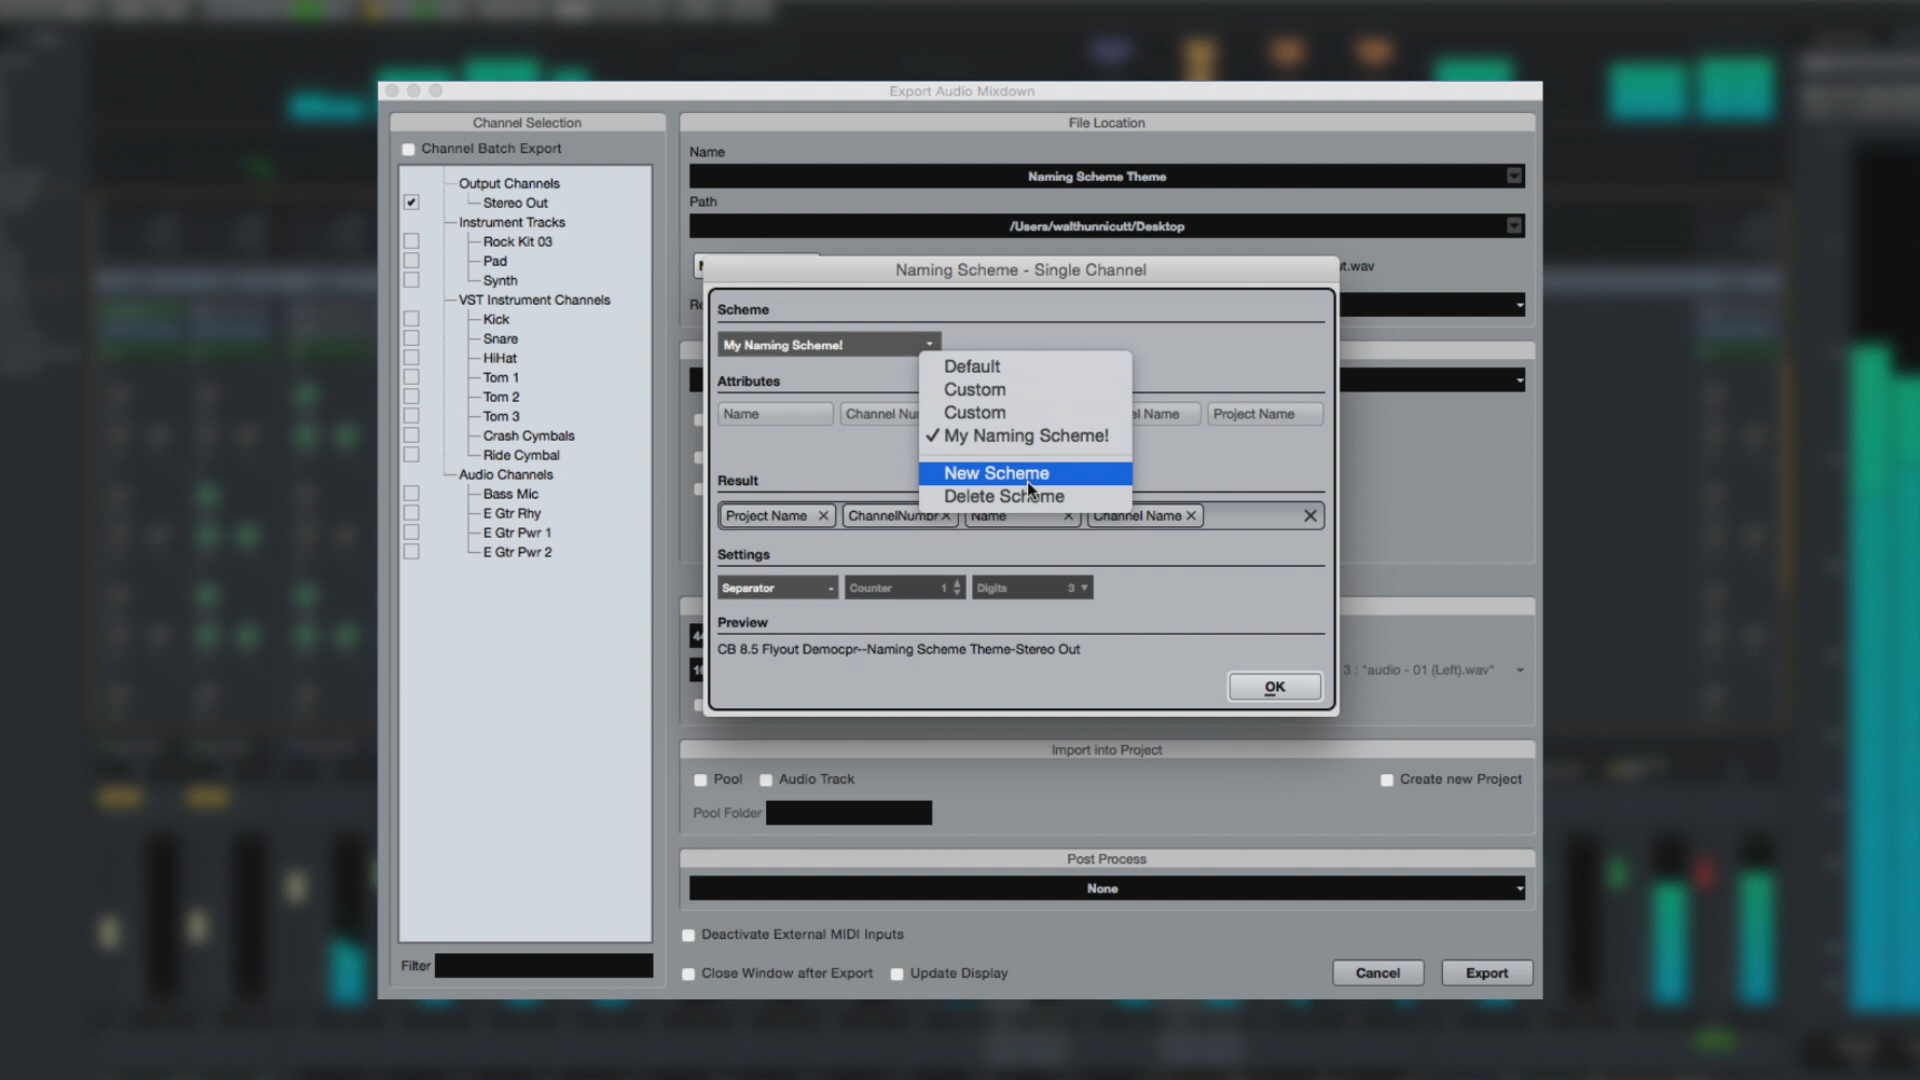 Export Audio Mixdown
Channel Selection
Channel Batch Export
Output Channels
Stereo Out
Instrument Tracks
Rock Kit 03
Pad
Synth
VST Instrument Channels
Kick
Snare
HiHat
Tom 1
Tom 2
Tom 3
Crash Cymbals
Ride Cymbal
Audio Channels
Bass Mic
E Gtr Rhy
E Gtr Pwr 1
E Gtr Pwr 2
Filter
File Location
Name
Naming Scheme Theme
Path
/Users/walthunnicutt/Desktop
t.wav
Re
Naming Scheme - Single Channel
Scheme
My Naming Scheme!
Default
Custom
Custom
✓ My Naming Scheme!
New Scheme
Delete Scheme
Attributes
Name Channel Nu el Name Project Name
Result
Project Name ✕ ChannelNumbr ✕ Name ✕ Channel Name ✕ ✕
Settings
Separator - Counter 1 Digits 3
Preview
CB 8.5 Flyout Democpr--Naming Scheme Theme-Stereo Out
OK
3 : "audio - 01 (Left).wav"
Import into Project
Pool Audio Track Create new Project
Pool Folder
Post Process
None
Deactivate External MIDI Inputs
Close Window after Export Update Display
Cancel Export